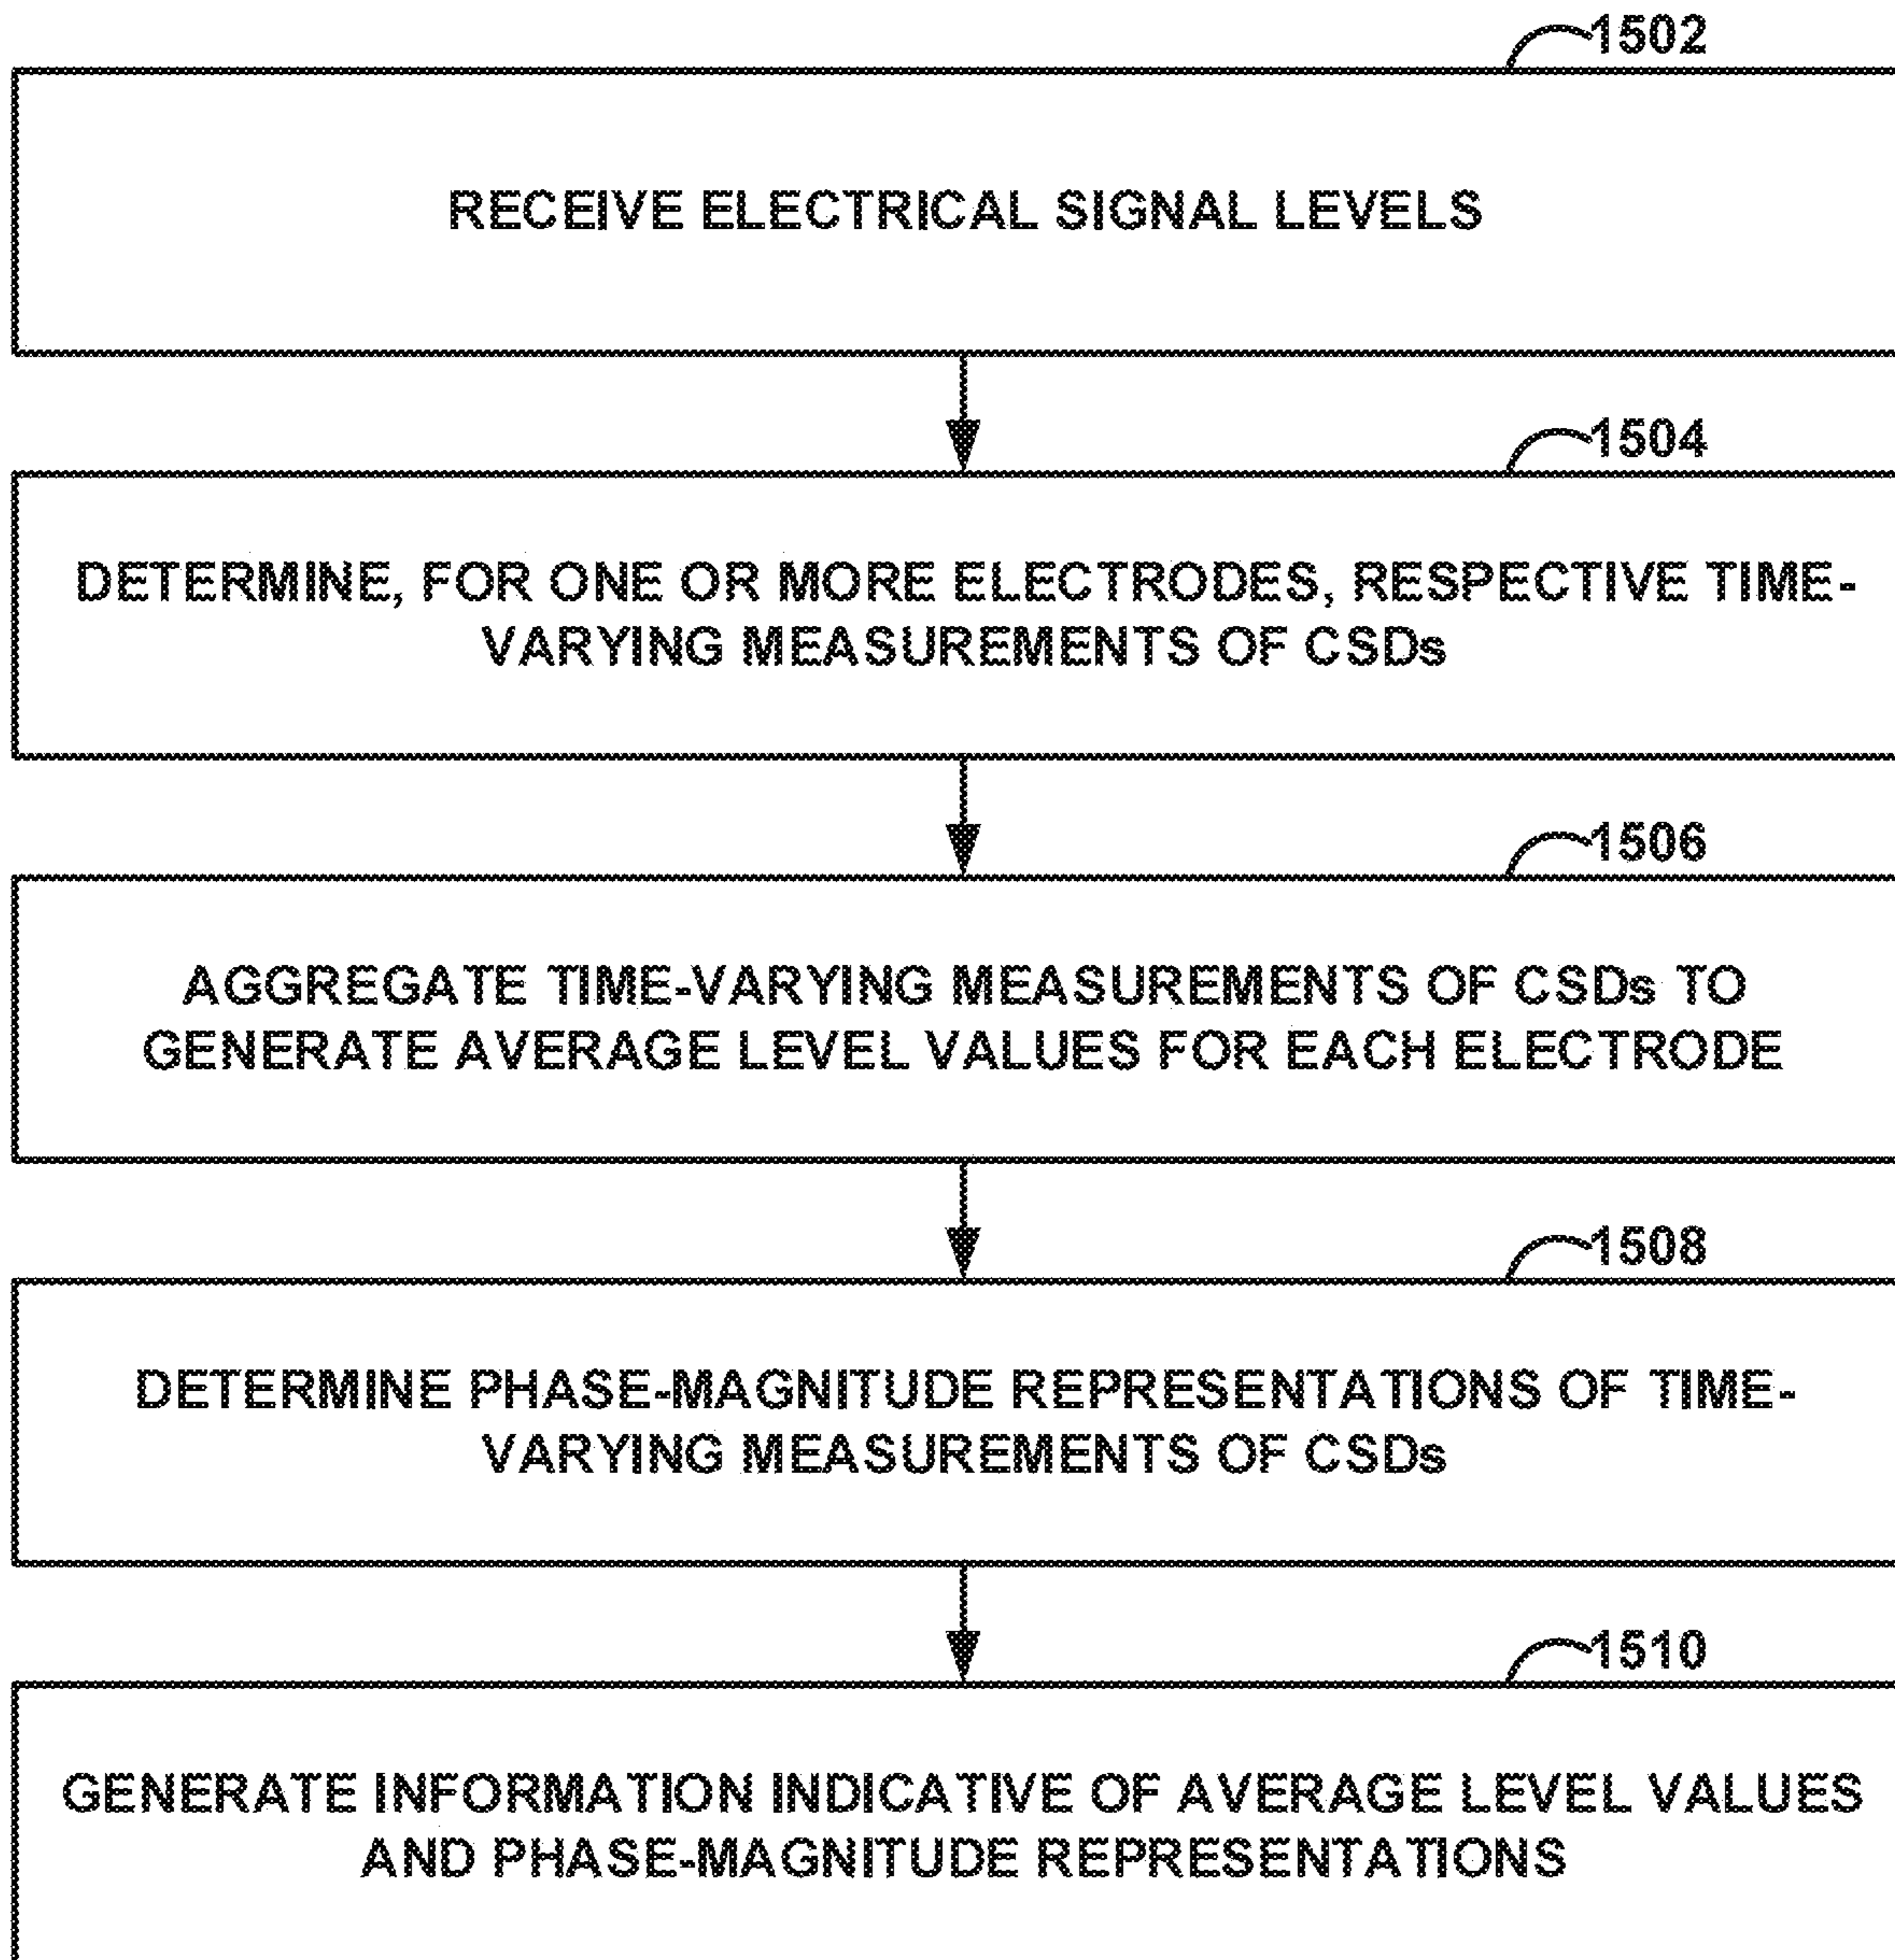 1502
RECEIVE ELECTRICAL SIGNAL LEVELS
1504
DETERMINE, FOR ONE OR MORE ELECTRODES, RESPECTIVE TIME-
VARYING MEASUREMENTS OF CSDs
1506
AGGREGATE TIME-VARYING MEASUREMENTS OF CSDs TO
GENERATE AVERAGE LEVEL VALUES FOR EACH ELECTRODE
1508
DETERMINE PHASE-MAGNITUDE REPRESENTATIONS OF TIME-
VARYING MEASUREMENTS OF CSDs
1510
GENERATE INFORMATION INDICATIVE OF AVERAGE LEVEL VALUES
AND PHASE-MAGNITUDE REPRESENTATIONS